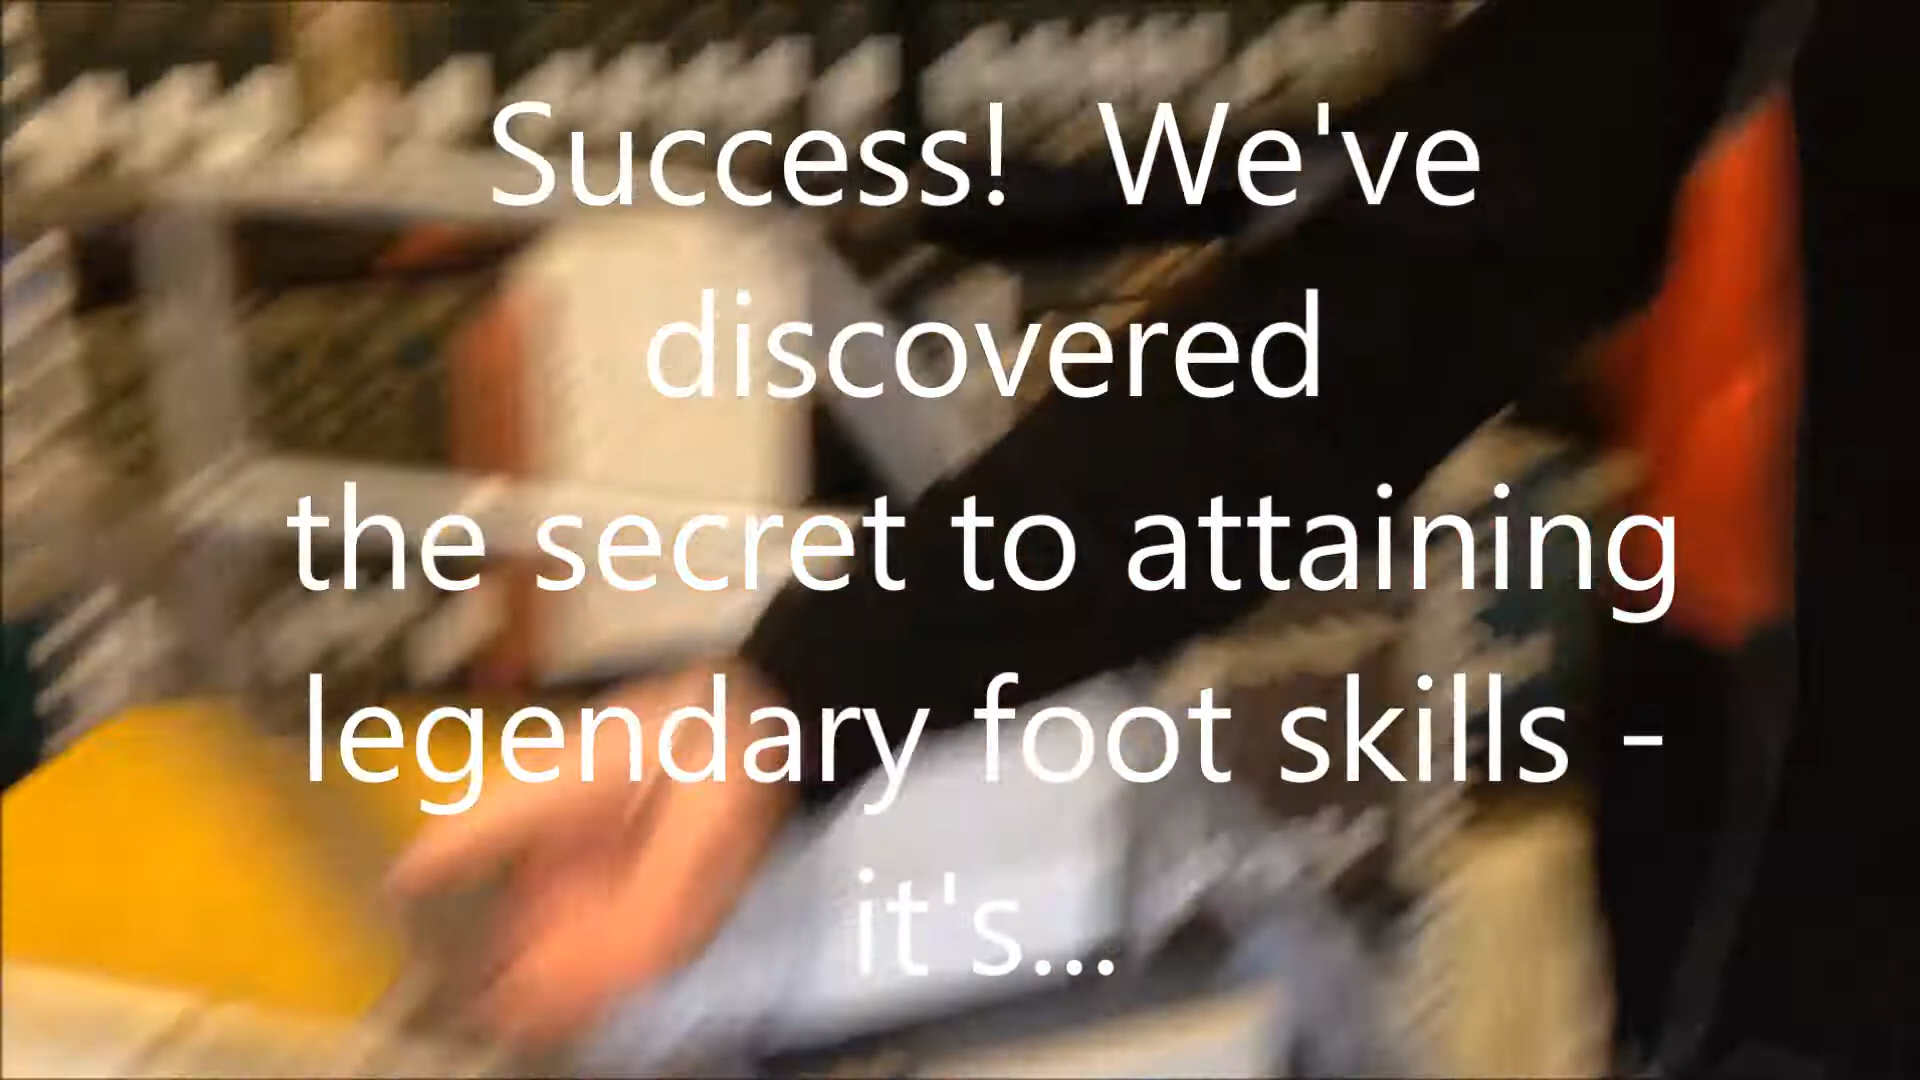 Success!  We've
discovered
the secret to attaining
legendary foot skills -
it's...